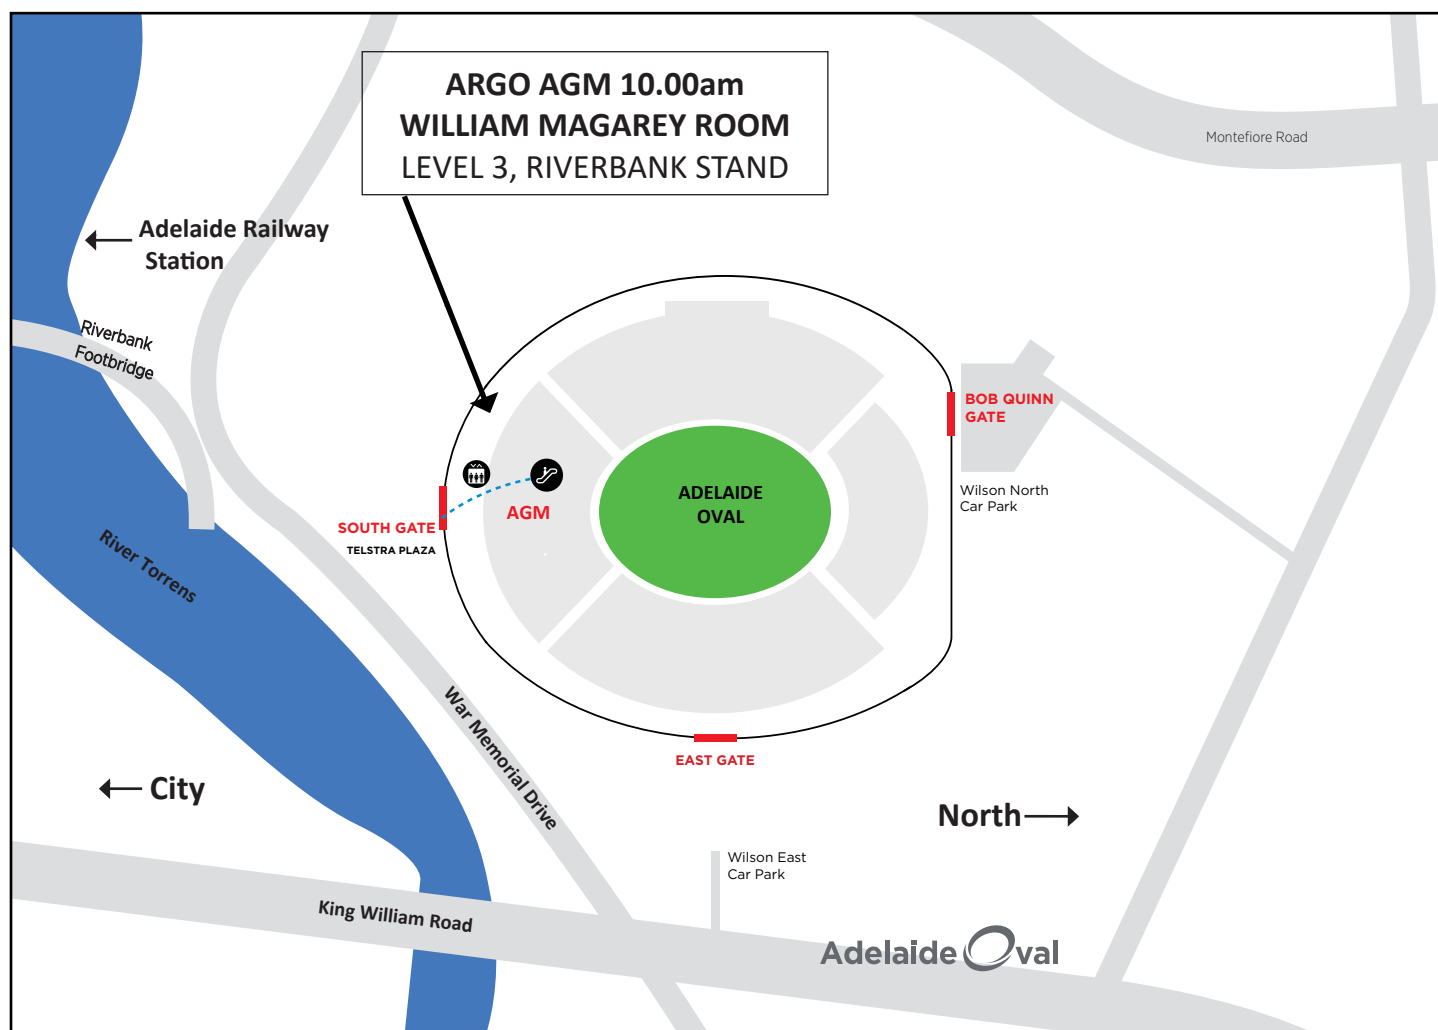 ARGO AGM 10.00am
WILLIAM MAGAREY ROOM
LEVEL 3, RIVERBANK STAND
Montefiore Road
Adelaide Railway
Station
Riverbank
Footbridge
BOB QUINN
GATE
Wilson North
Car Park
ADELAIDE
OVAL
AGM
SOUTH GATE
TELSTRA PLAZA
River Torrens
War Memorial Drive
EAST GATE
City
North
Wilson East
Car Park
King William Road
Adelaide Oval